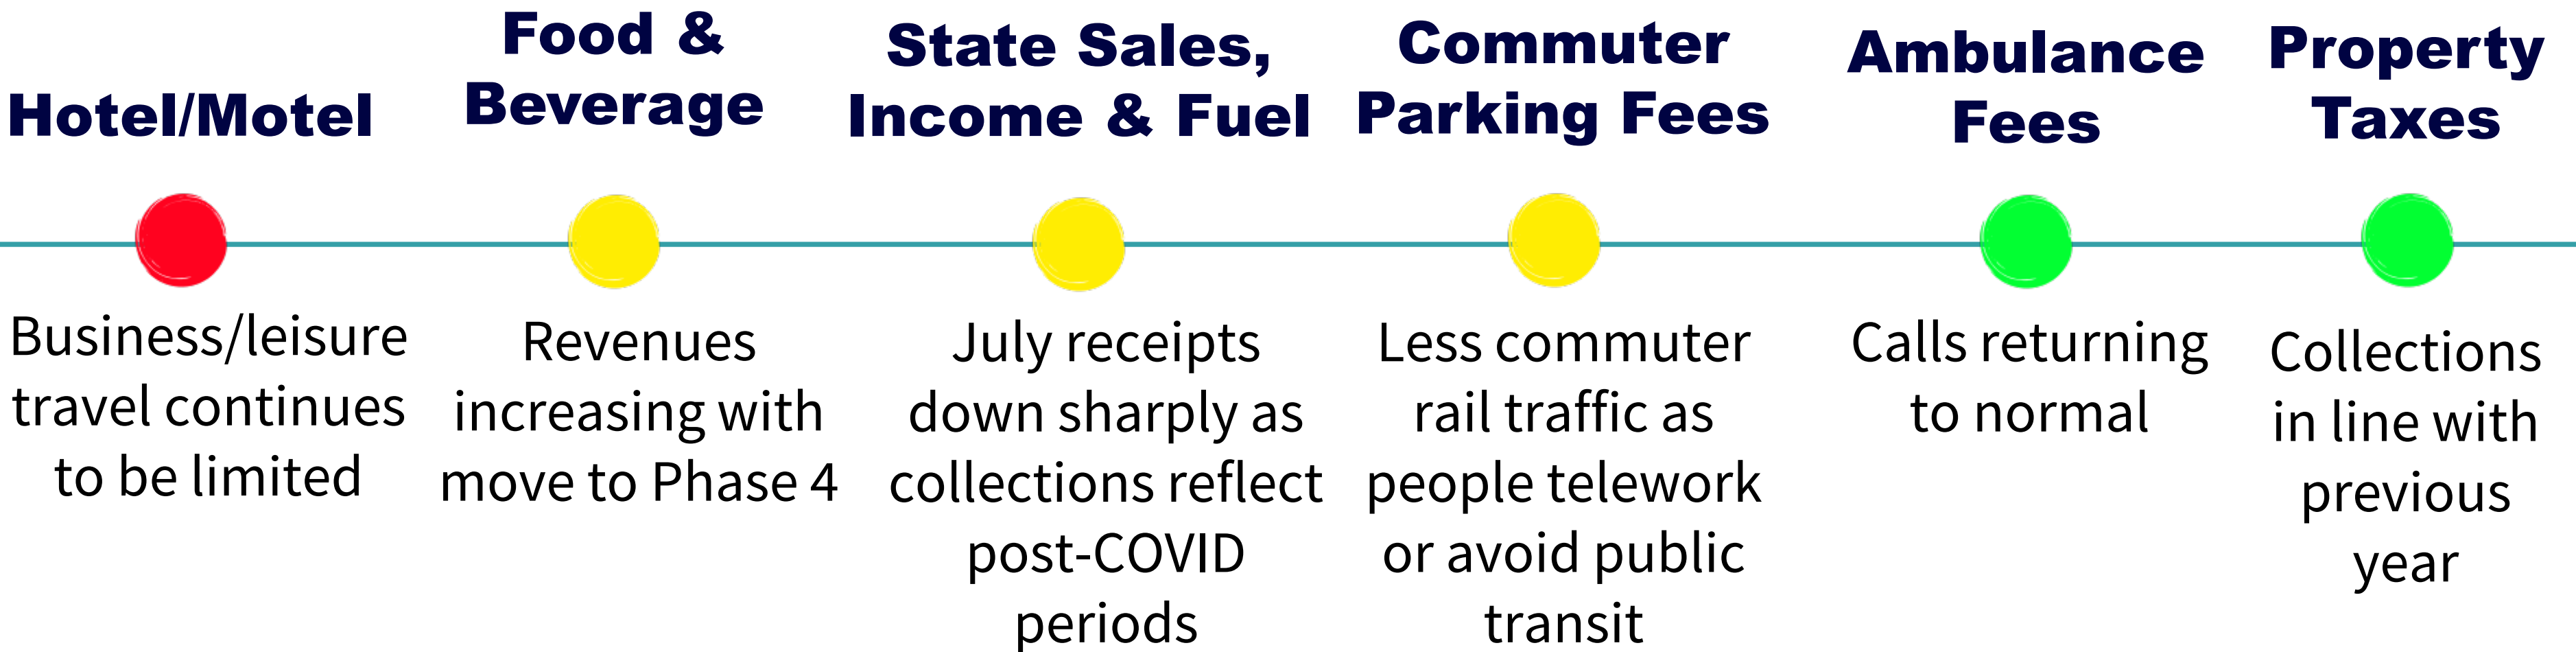 Hotel/Motel
Business/leisure
travel continues
to be limited
Food &
Beverage
Revenues
increasing with
move to Phase 4
State Sales,
Income & Fuel
July receipts
down sharply as
collections reflect
post-COVID
periods
Commuter
Parking Fees
Less commuter
rail traffic as
people telework
or avoid public
transit
Ambulance
Fees
Calls returning
to normal
Property
Taxes
Collections
in line with
previous
year